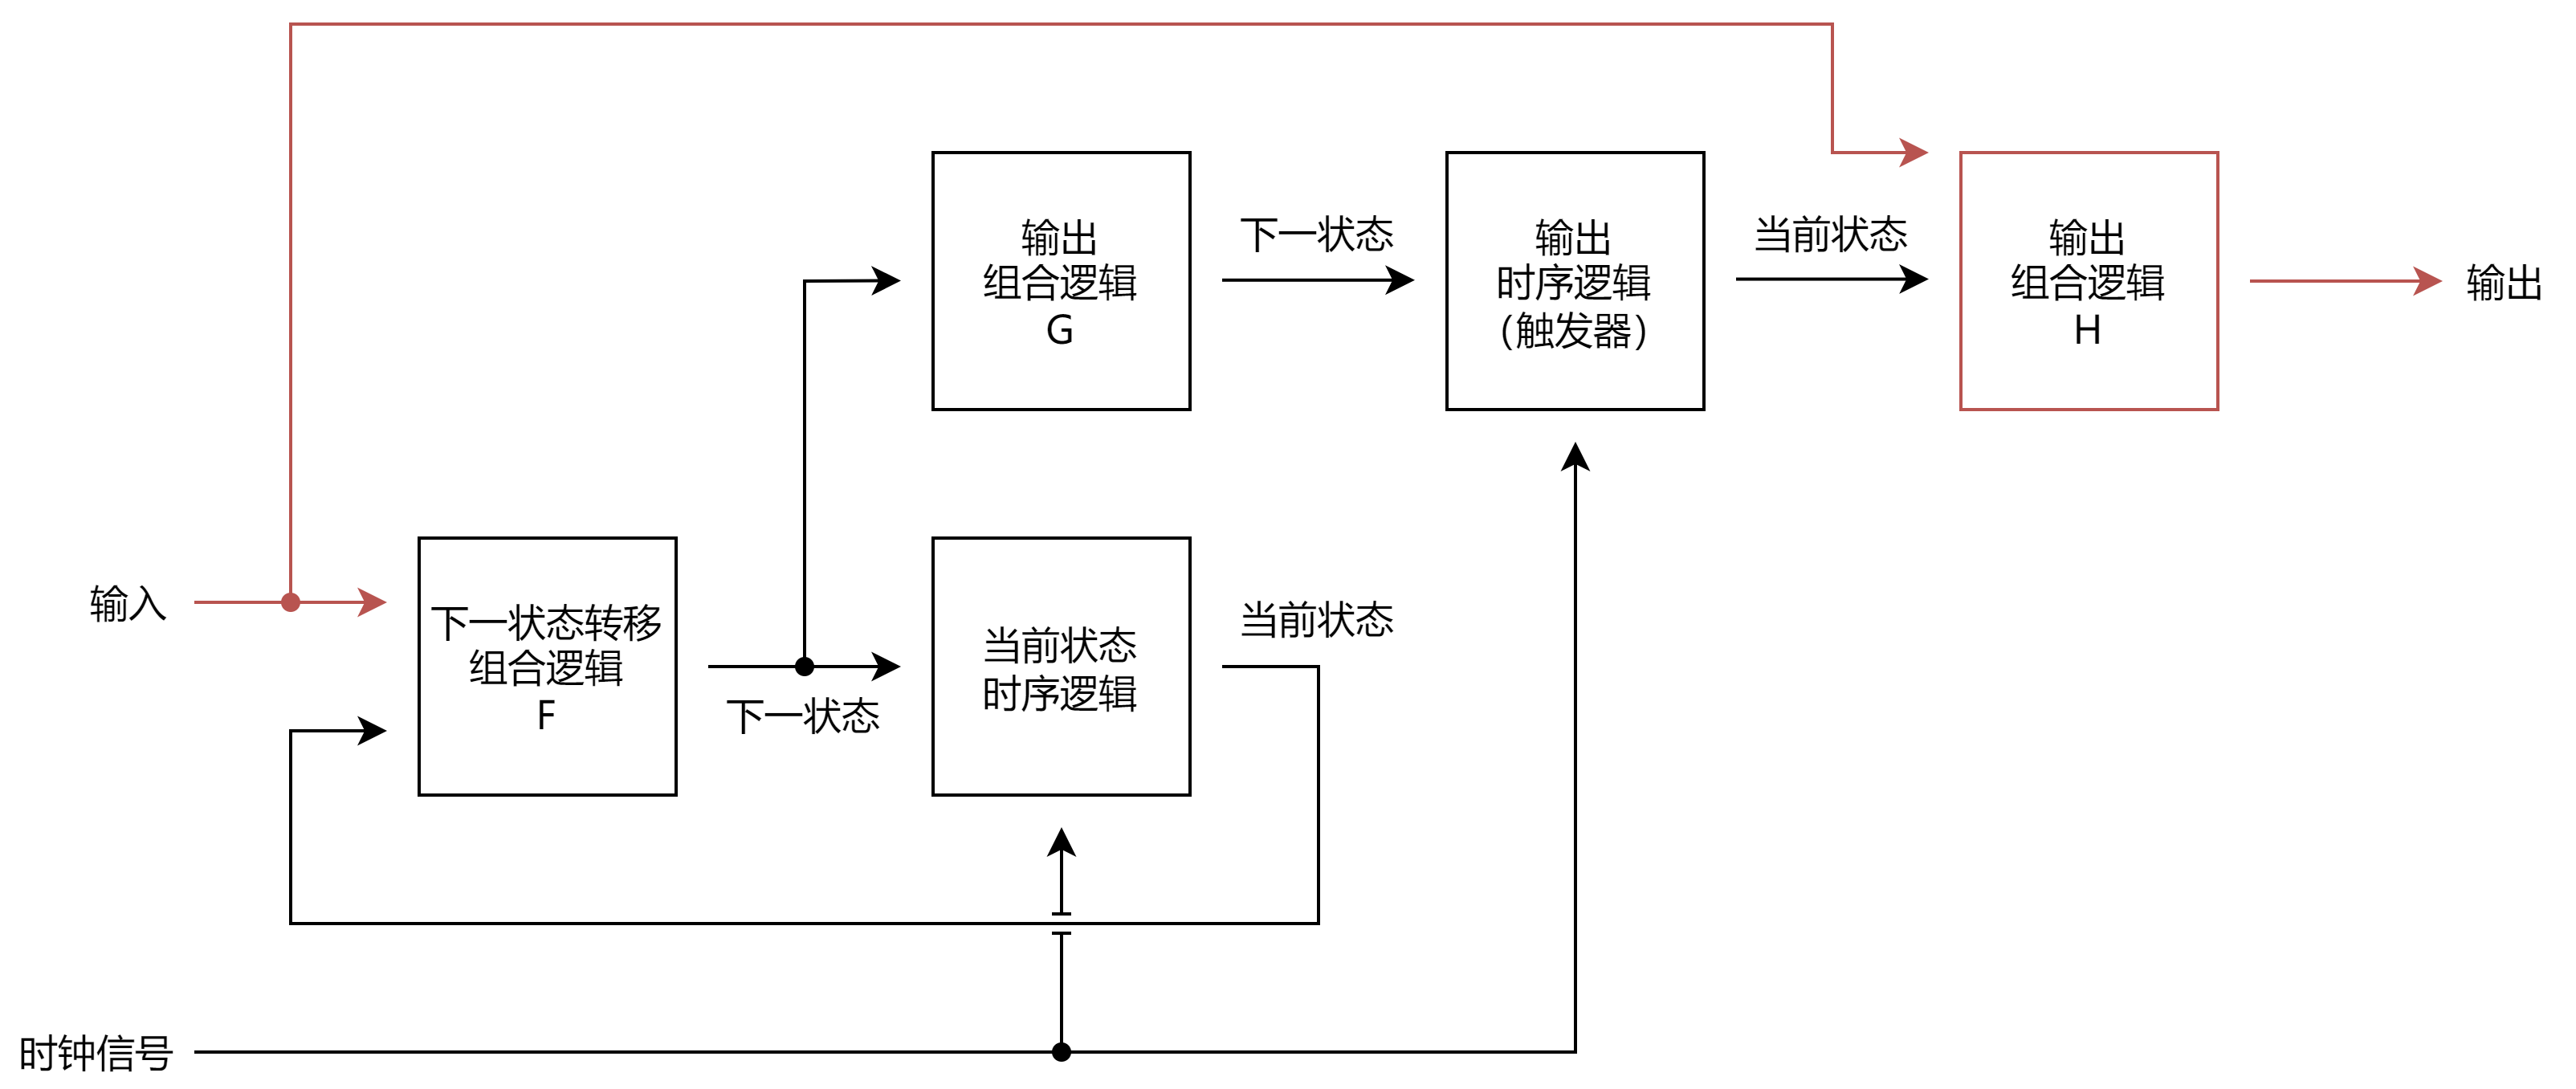 输出
组合逻辑
G
下一状态
输出
时序逻辑
(触发器)
当前状态
输出
组合逻辑
H
输出
输入
下一状态转移
组合逻辑
F
下一状态
当前状态
时序逻辑
当前状态
时钟信号